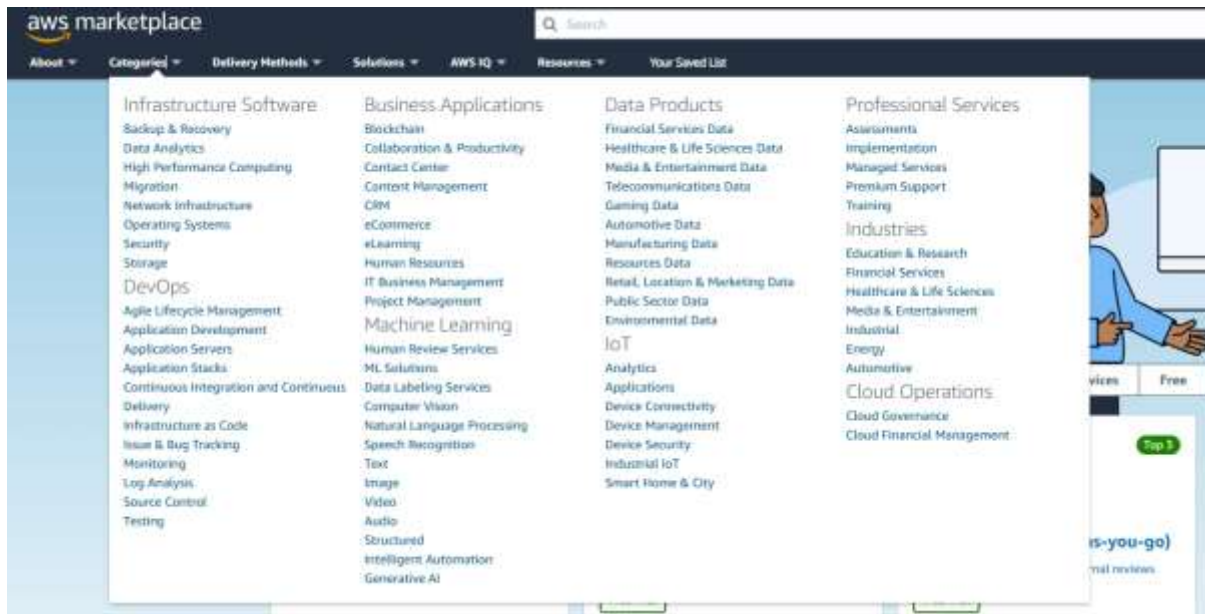 aws marketplace
Search
About
Categories
Delivery Methods
Solutions
AWS IQ
Resources
Your Saved List
Infrastructure Software
Backup & Recovery
Data Analytics
High Performance Computing
Migration
Network Infrastructure
Operating Systems
Security
Storage
DevOps
Agile Lifecycle Management
Application Development
Application Servers
Application Stacks
Continuous Integration and Continuous
Delivery
Infrastructure as Code
Issue & Bug Tracking
Monitoring
Log Analysis
Source Control
Testing
Business Applications
Blockchain
Collaboration & Productivity
Contact Center
Content Management
CRM
eCommerce
eLearning
Human Resources
IT Business Management
Project Management
Machine Learning
Human Review Services
ML Solutions
Data Labeling Services
Computer Vision
Natural Language Processing
Speech Recognition
Text
Image
Video
Audio
Structured
Intelligent Automation
Generative AI
Data Products
Financial Services Data
Healthcare & Life Sciences Data
Media & Entertainment Data
Telecommunications Data
Gaming Data
Automotive Data
Manufacturing Data
Resources Data
Retail, Location & Marketing Data
Public Sector Data
Environmental Data
IoT
Analytics
Applications
Device Connectivity
Device Management
Device Security
Industrial IoT
Smart Home & City
Professional Services
Assessments
Implementation
Managed Services
Premium Support
Training
Industries
Education & Research
Financial Services
Healthcare & Life Sciences
Media & Entertainment
Industrial
Energy
Automotive
Cloud Operations
Cloud Governance
Cloud Financial Management
vices
Free
Top 3
is-you-go)
nal reviews